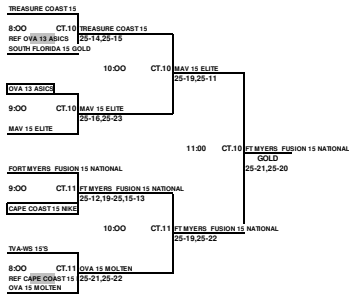 TREASURE COAST 15
8:00 CT.10 TREASURE COAST 15
REF OVA 13 ASICS 25-14,25-15
SOUTH FLORIDA 15 GOLD
10:00 CT.10 MAV 15 ELITE
25-19,25-11
OVA 13 ASICS
9:00 CT.10 MAV 15 ELITE
25-16,25-23
MAV 15 ELITE
11:00 CT.10 FT MYERS FUSION 15 NATIONAL
GOLD
25-21,25-20
FORT MYERS FUSION 15 NATIONAL
9:00 CT.11 FT MYERS FUSION 15 NATIONAL
25-12,19-25,15-13
CAPE COAST 15 NIKE
10:00 CT.11 FT MYERS FUSION 15 NATIONAL
25-19,25-22
TVA-WS 15'S
8:00 CT.11 OVA 15 MOLTEN
REF CAPE COAST 15 25-21,25-22
OVA 15 MOLTEN